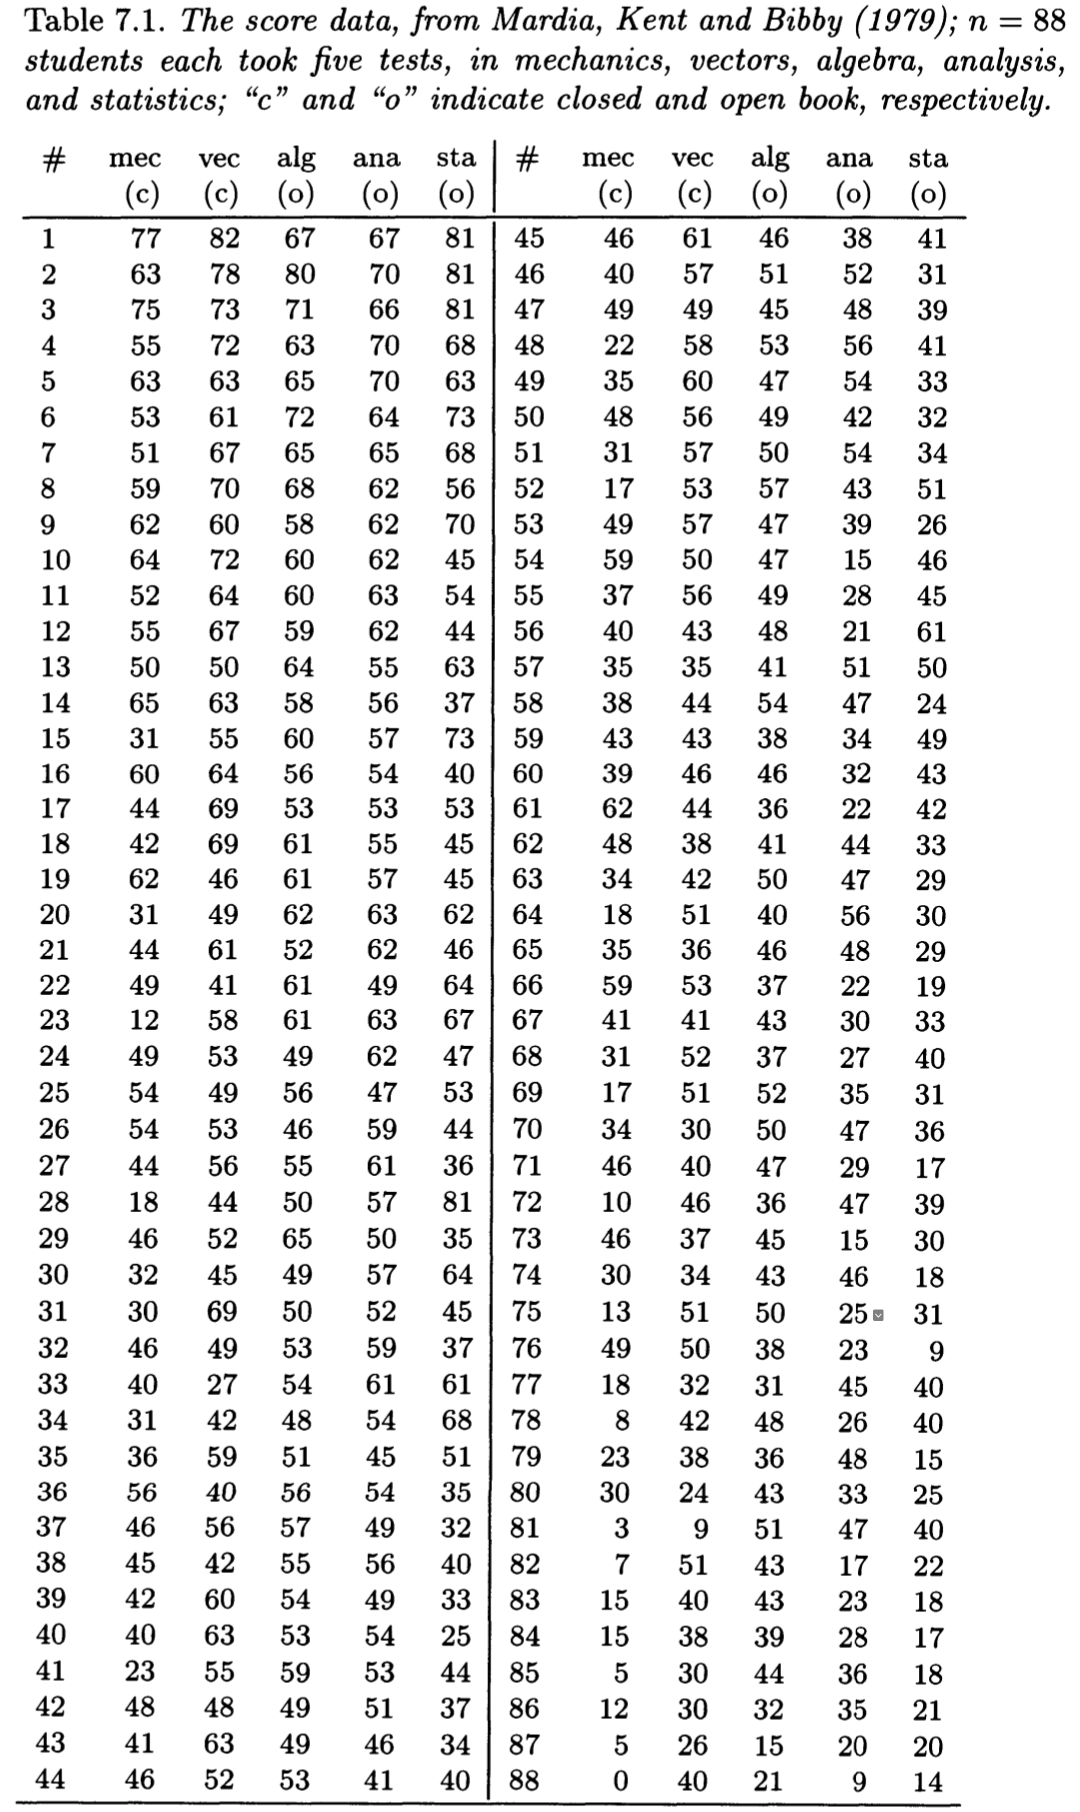 Table 7.1. The score data, from Mardia, Kent and Bibby (1979); n = 88
students each took five tests, in mechanics, vectors, algebra, analysis,
and statistics; “c” and “o” indicate closed and open book, respectively.
# mec vec alg ana sta # mec vec alg ana sta
(c) (c) (o) (o) (o) (c) (c) (o) (o) (o)
1 77 82 67 67 81 45 46 61 46 38 41
2 63 78 80 70 81 46 40 57 51 52 31
3 75 73 71 66 81 47 49 49 45 48 39
4 55 72 63 70 68 48 22 58 53 56 41
5 63 63 65 70 63 49 35 60 47 54 33
6 53 61 72 64 73 50 48 56 49 42 32
7 51 67 65 65 68 51 31 57 50 54 34
8 59 70 68 62 56 52 17 53 57 43 51
9 62 60 58 62 70 53 49 57 47 39 26
10 64 72 60 62 45 54 59 50 47 15 46
11 52 64 60 63 54 55 37 56 49 28 45
12 55 67 59 62 44 56 40 43 48 21 61
13 50 50 64 55 63 57 35 35 41 51 50
14 65 63 58 56 37 58 38 44 54 47 24
15 31 55 60 57 73 59 43 43 38 34 49
16 60 64 56 54 40 60 39 46 46 32 43
17 44 69 53 53 53 61 62 44 36 22 42
18 42 69 61 55 45 62 48 38 41 44 33
19 62 46 61 57 45 63 34 42 50 47 29
20 31 49 62 63 62 64 18 51 40 56 30
21 44 61 52 62 46 65 35 36 46 48 29
22 49 41 61 49 64 66 59 53 37 22 19
23 12 58 61 63 67 67 41 41 43 30 33
24 49 53 49 62 47 68 31 52 37 27 40
25 54 49 56 47 53 69 17 51 52 35 31
26 54 53 46 59 44 70 34 30 50 47 36
27 44 56 55 61 36 71 46 40 47 29 17
28 18 44 50 57 81 72 10 46 36 47 39
29 46 52 65 50 35 73 46 37 45 15 30
30 32 45 49 57 64 74 30 34 43 46 18
31 30 69 50 52 45 75 13 51 50 25 31
32 46 49 53 59 37 76 49 50 38 23 9
33 40 27 54 61 61 77 18 32 31 45 40
34 31 42 48 54 68 78 8 42 48 26 40
35 36 59 51 45 51 79 23 38 36 48 15
36 56 40 56 54 35 80 30 24 43 33 25
37 46 56 57 49 32 81 3 9 51 47 40
38 45 42 55 56 40 82 7 51 43 17 22
39 42 60 54 49 33 83 15 40 43 23 18
40 40 63 53 54 25 84 15 38 39 28 17
41 23 55 59 53 44 85 5 30 44 36 18
42 48 48 49 51 37 86 12 30 32 35 21
43 41 63 49 46 34 87 5 26 15 20 20
44 46 52 53 41 40 88 0 40 21 9 14